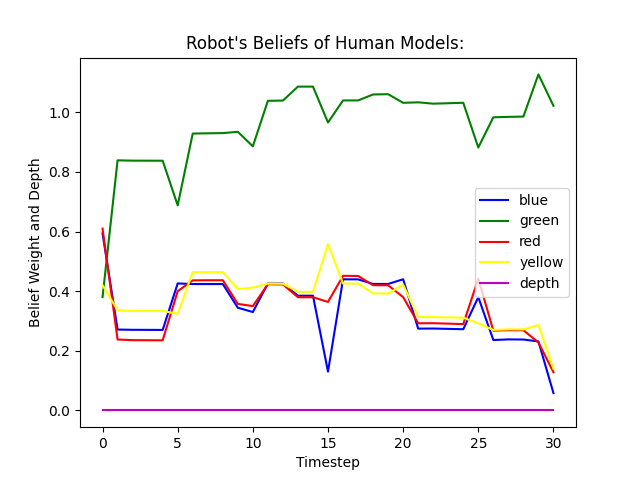 Robot's Beliefs of Human Models:
Belief Weight and Depth
1.0
0.8
0.6
0.4
0.2
0.0
blue
green
red
yellow
depth
0 5 10 15 20 25 30
Timestep